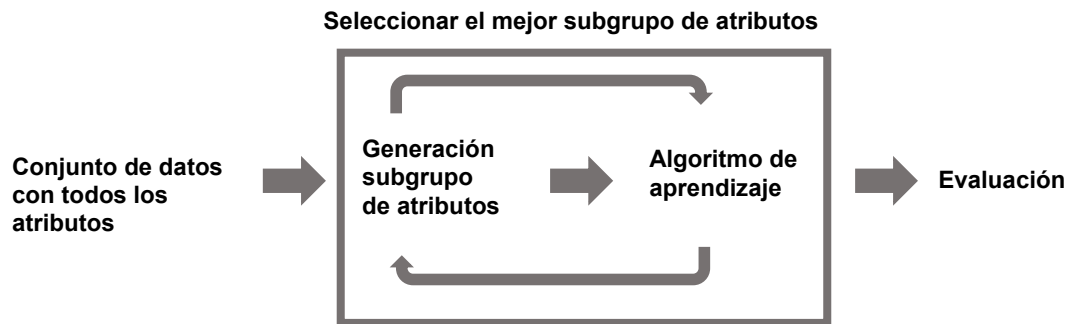 Seleccionar el mejor subgrupo de atributos
Conjunto de datos
con todos los
atributos
Generación
subgrupo
de atributos
Algoritmo de
aprendizaje
Evaluación